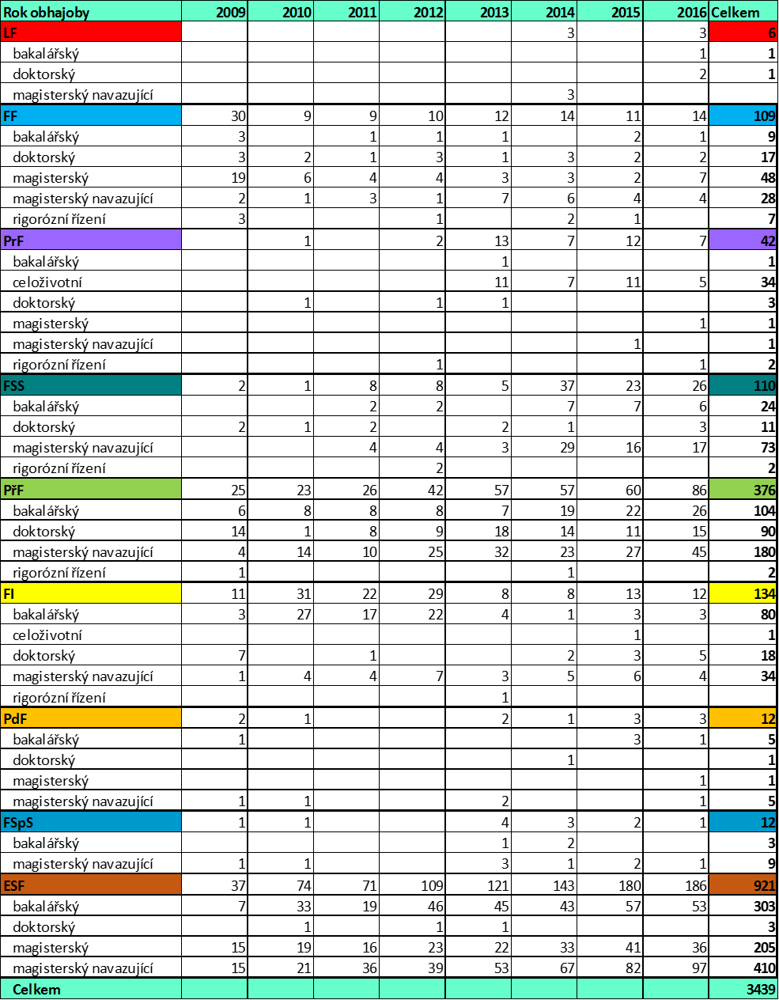 Rok obhajoby 2009 2010 2011 2012 2013 2014 2015 2016 Celkem
LF 3 3 6
bakalářský 1 1
doktorský 2 1
magisterský navazující 3
FF 30 9 9 10 12 14 11 14 109
bakalářský 3 1 1 1 2 1 9
doktorský 3 2 1 3 1 3 2 2 17
magisterský 19 6 4 4 3 3 2 7 48
magisterský navazující 2 1 3 1 7 6 4 4 28
rigorózní řízení 3 1 2 1 7
PrF 1 2 13 7 12 7 42
bakalářský 1 1
celoživotní 11 7 11 5 34
doktorský 1 1 1 3
magisterský 1 1
magisterský navazující 1 1
rigorózní řízení 1 1 2
FSS 2 1 8 8 5 37 23 26 110
bakalářský 2 2 7 7 6 24
doktorský 2 1 2 2 1 3 11
magisterský navazující 4 4 3 29 16 17 73
rigorózní řízení 2 2
PřF 25 23 26 42 57 57 60 86 376
bakalářský 6 8 8 8 7 19 22 26 104
doktorský 14 1 8 9 18 14 11 15 90
magisterský navazující 4 14 10 25 32 23 27 45 180
rigorózní řízení 1 1 2
FI 11 31 22 29 8 8 13 12 134
bakalářský 3 27 17 22 4 1 3 3 80
celoživotní 1 1
doktorský 7 1 2 3 5 18
magisterský navazující 1 4 4 7 3 5 6 4 34
rigorózní řízení 1
PdF 2 1 2 1 3 3 12
bakalářský 1 3 1 5
doktorský 1 1
magisterský 1 1
magisterský navazující 1 1 2 1 5
FSpS 1 1 4 3 2 1 12
bakalářský 1 2 3
magisterský navazující 1 1 3 1 2 1 9
ESF 37 74 71 109 121 143 180 186 921
bakalářský 7 33 19 46 45 43 57 53 303
doktorský 1 1 1 3
magisterský 15 19 16 23 22 33 41 36 205
magisterský navazující 15 21 36 39 53 67 82 97 410
Celkem 3439